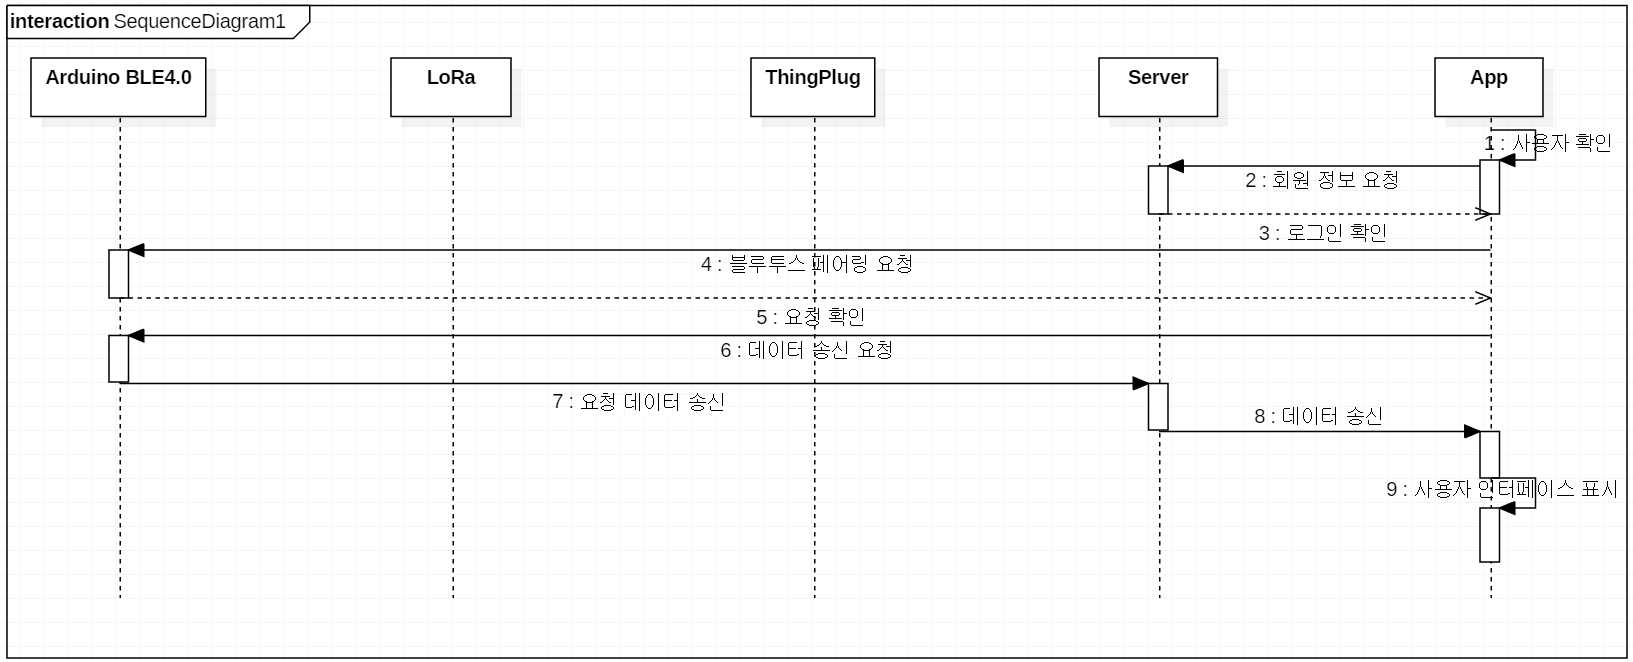 interaction SequenceDiagram1
Arduino BLE4.0
LoRa
ThingPlug
Server
App
1 : 사용자 확인
2 : 회원 정보 요청
3 : 로그인 확인
4 : 블루투스 페어링 요청
5 : 요청 확인
6 : 데이터 송신 요청
7 : 요청 데이터 송신
8 : 데이터 송신
9 : 사용자 인터페이스 표시